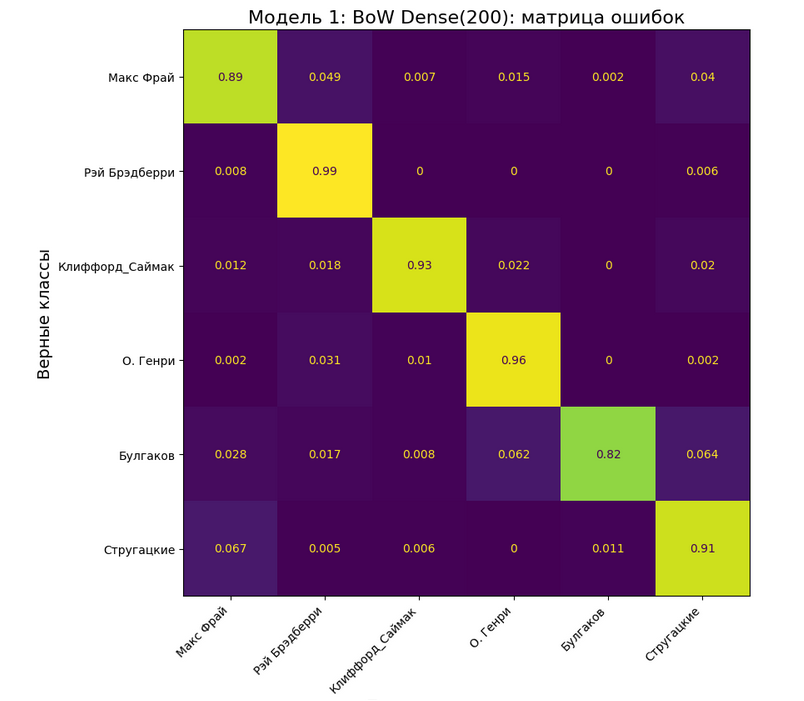 Модель 1: BoW Dense(200): матрица ошибок
Верные классы
Макс Фрай 0.89 0.049 0.007 0.015 0.002 0.04
Рэй Брэдберри 0.008 0.99 0 0 0 0.006
Клиффорд_Саймак 0.012 0.018 0.93 0.022 0 0.02
О. Генри 0.002 0.031 0.01 0.96 0 0.002
Булгаков 0.028 0.017 0.008 0.062 0.82 0.064
Стругацкие 0.067 0.005 0.006 0 0.011 0.91
Макс Фрай
Рэй Брэдберри
Клиффорд_Саймак
О. Генри
Булгаков
Стругацкие